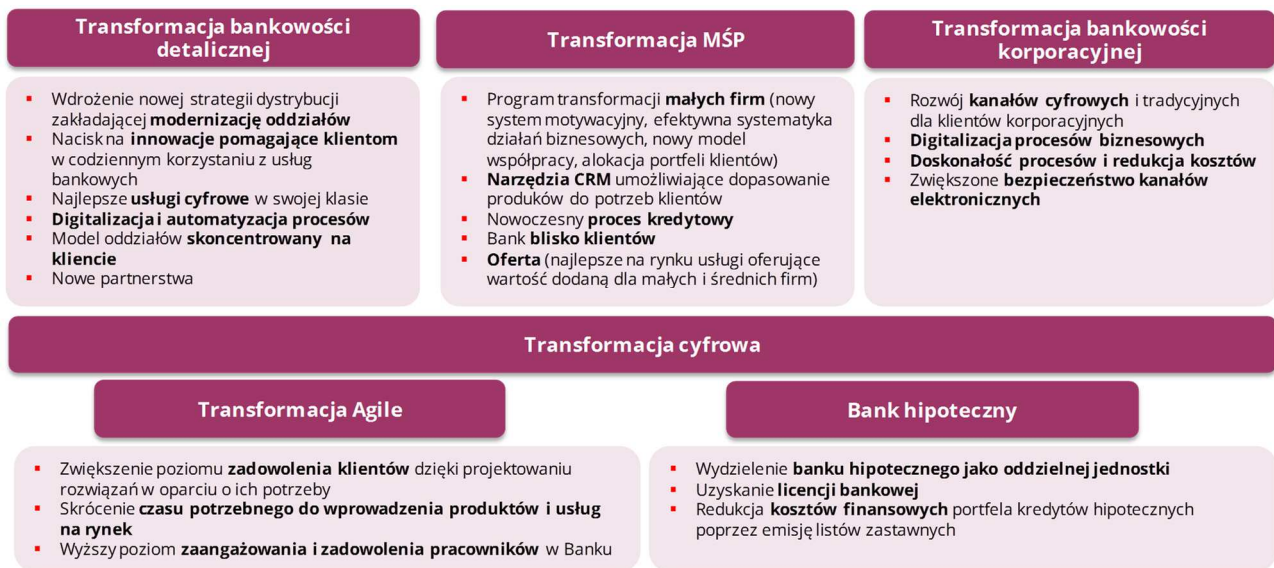 Transformacja bankowości
detalicznej
Wdrożenie nowej strategii dystrybucji
zakładającej modernizację oddziałów
Nacisk na innowacje pomagające klientom
w codziennym korzystaniu z usług
bankowych
Najlepsze usługi cyfrowe w swojej klasie
Digitalizacja i automatyzacja procesów
Model oddziałów skoncentrowany na
kliencie
Nowe partnerstwa
Transformacja MŚP
Program transformacji małych firm (nowy
system motywacyjny, efektywna systematyka
działań biznesowych, nowy model
współpracy, alokacja portfeli klientów)
Narzędzia CRM umożliwiające dopasowanie
produków do potrzeb klientów
Nowoczesny proces kredytowy
Bank blisko klientów
Oferta (najlepsze na rynku usługi oferujące
wartość dodaną dla małych i średnich firm)
Transformacja bankowości
korporacyjnej
Rozwój kanałów cyfrowych i tradycyjnych
dla klientów korporacyjnych
Digitalizacja procesów biznesowych
Doskonałość procesów i redukcja kosztów
Zwiększone bezpieczeństwo kanałów
elektronicznych
Transformacja cyfrowa
Transformacja Agile
Zwiększenie poziomu zadowolenia klientów dzięki projektowaniu
rozwiązań w oparciu o ich potrzeby
Skrócenie czasu potrzebnego do wprowadzenia produktów i usług
na rynek
Wyższy poziom zaangażowania i zadowolenia pracowników w Banku
Bank hipoteczny
Wydzielenie banku hipotecznego jako oddzielnej jednostki
Uzyskanie licencji bankowej
Redukcja kosztów finansowych portfela kredytów hipotecznych
poprzez emisję listów zastawnych